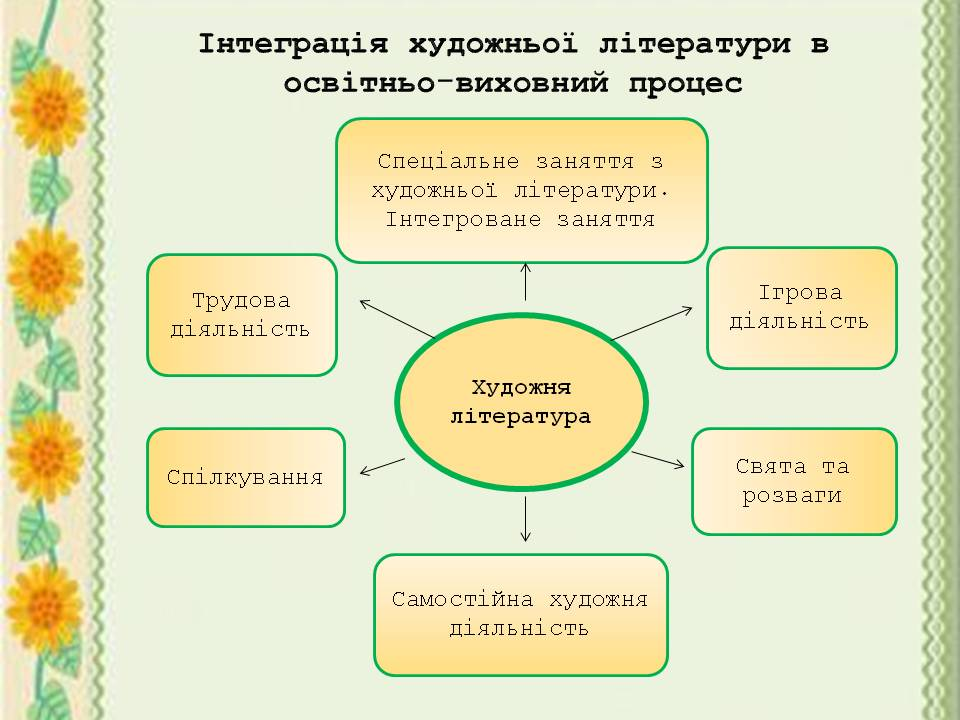 Інтеграція художньої літератури в
освітньо-виховний процес
Спеціальне заняття з
художньої літератури.
Інтегроване заняття
Трудова
діяльність
Ігрова
діяльність
Художня
література
Спілкування
Свята та
розваги
Самостійна художня
діяльність